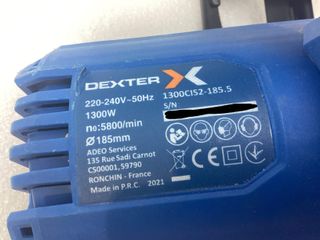 DEXTER
220-240V~50Hz
1300W
n0:5800/min
Ø185mm
ADEO Services
135 Rue Sadi Carnot
CS00001,59790
RONCHIN - France
Made in P.R.C. 2021
1300CIS2-185.5
S/N